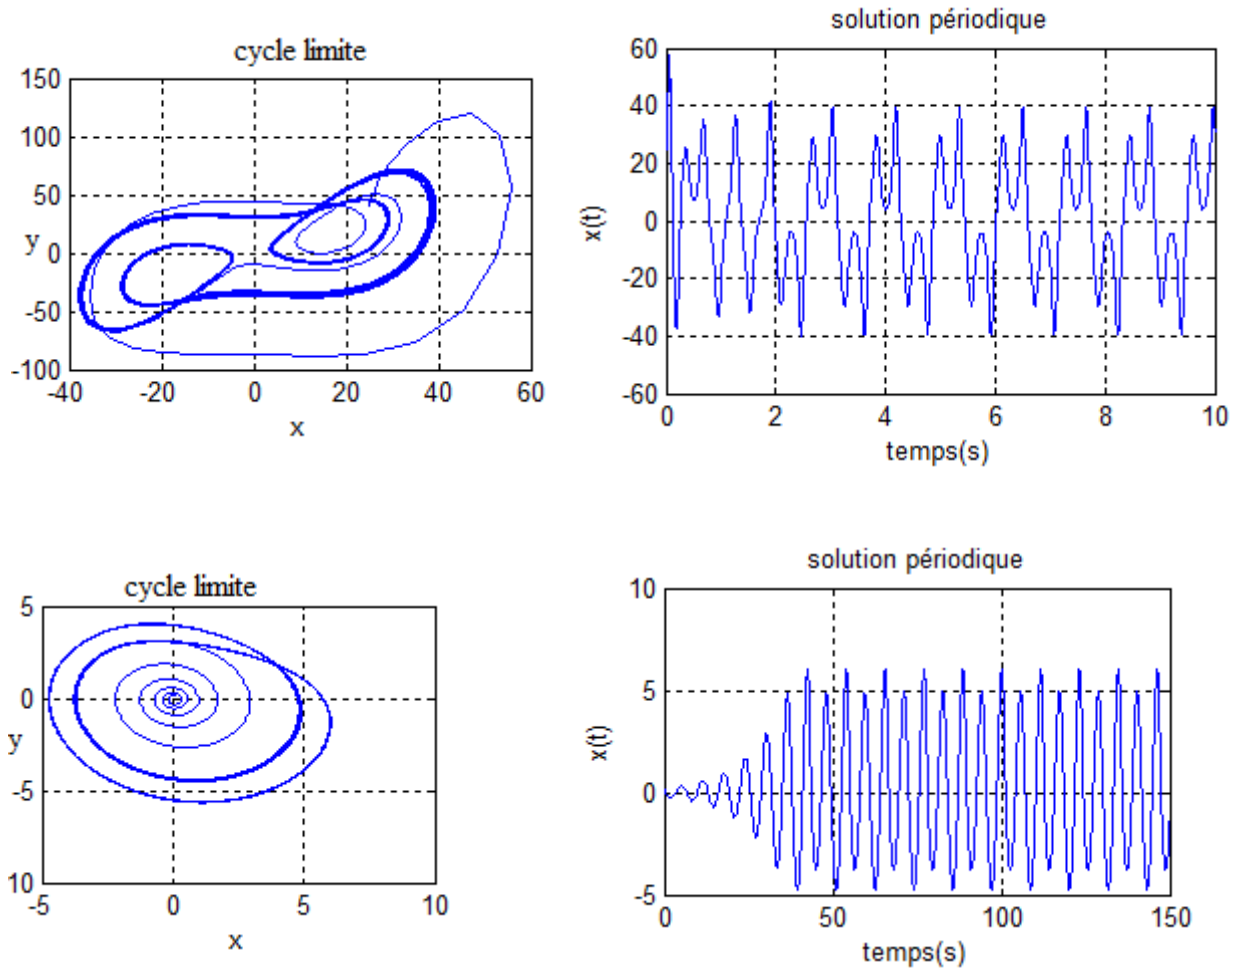 cycle limite
150
100
50
y
0
-50
-100
-40 -20 0 20 40 60
x
solution périodique
60
40
20
x(t)
0
-20
-40
-60
0 2 4 6 8 10
temps(s)
cycle limite
5
0
y
-5
10
-5 0 5 10
x
solution périodique
10
5
x(t)
0
-5
0 50 100 150
temps(s)